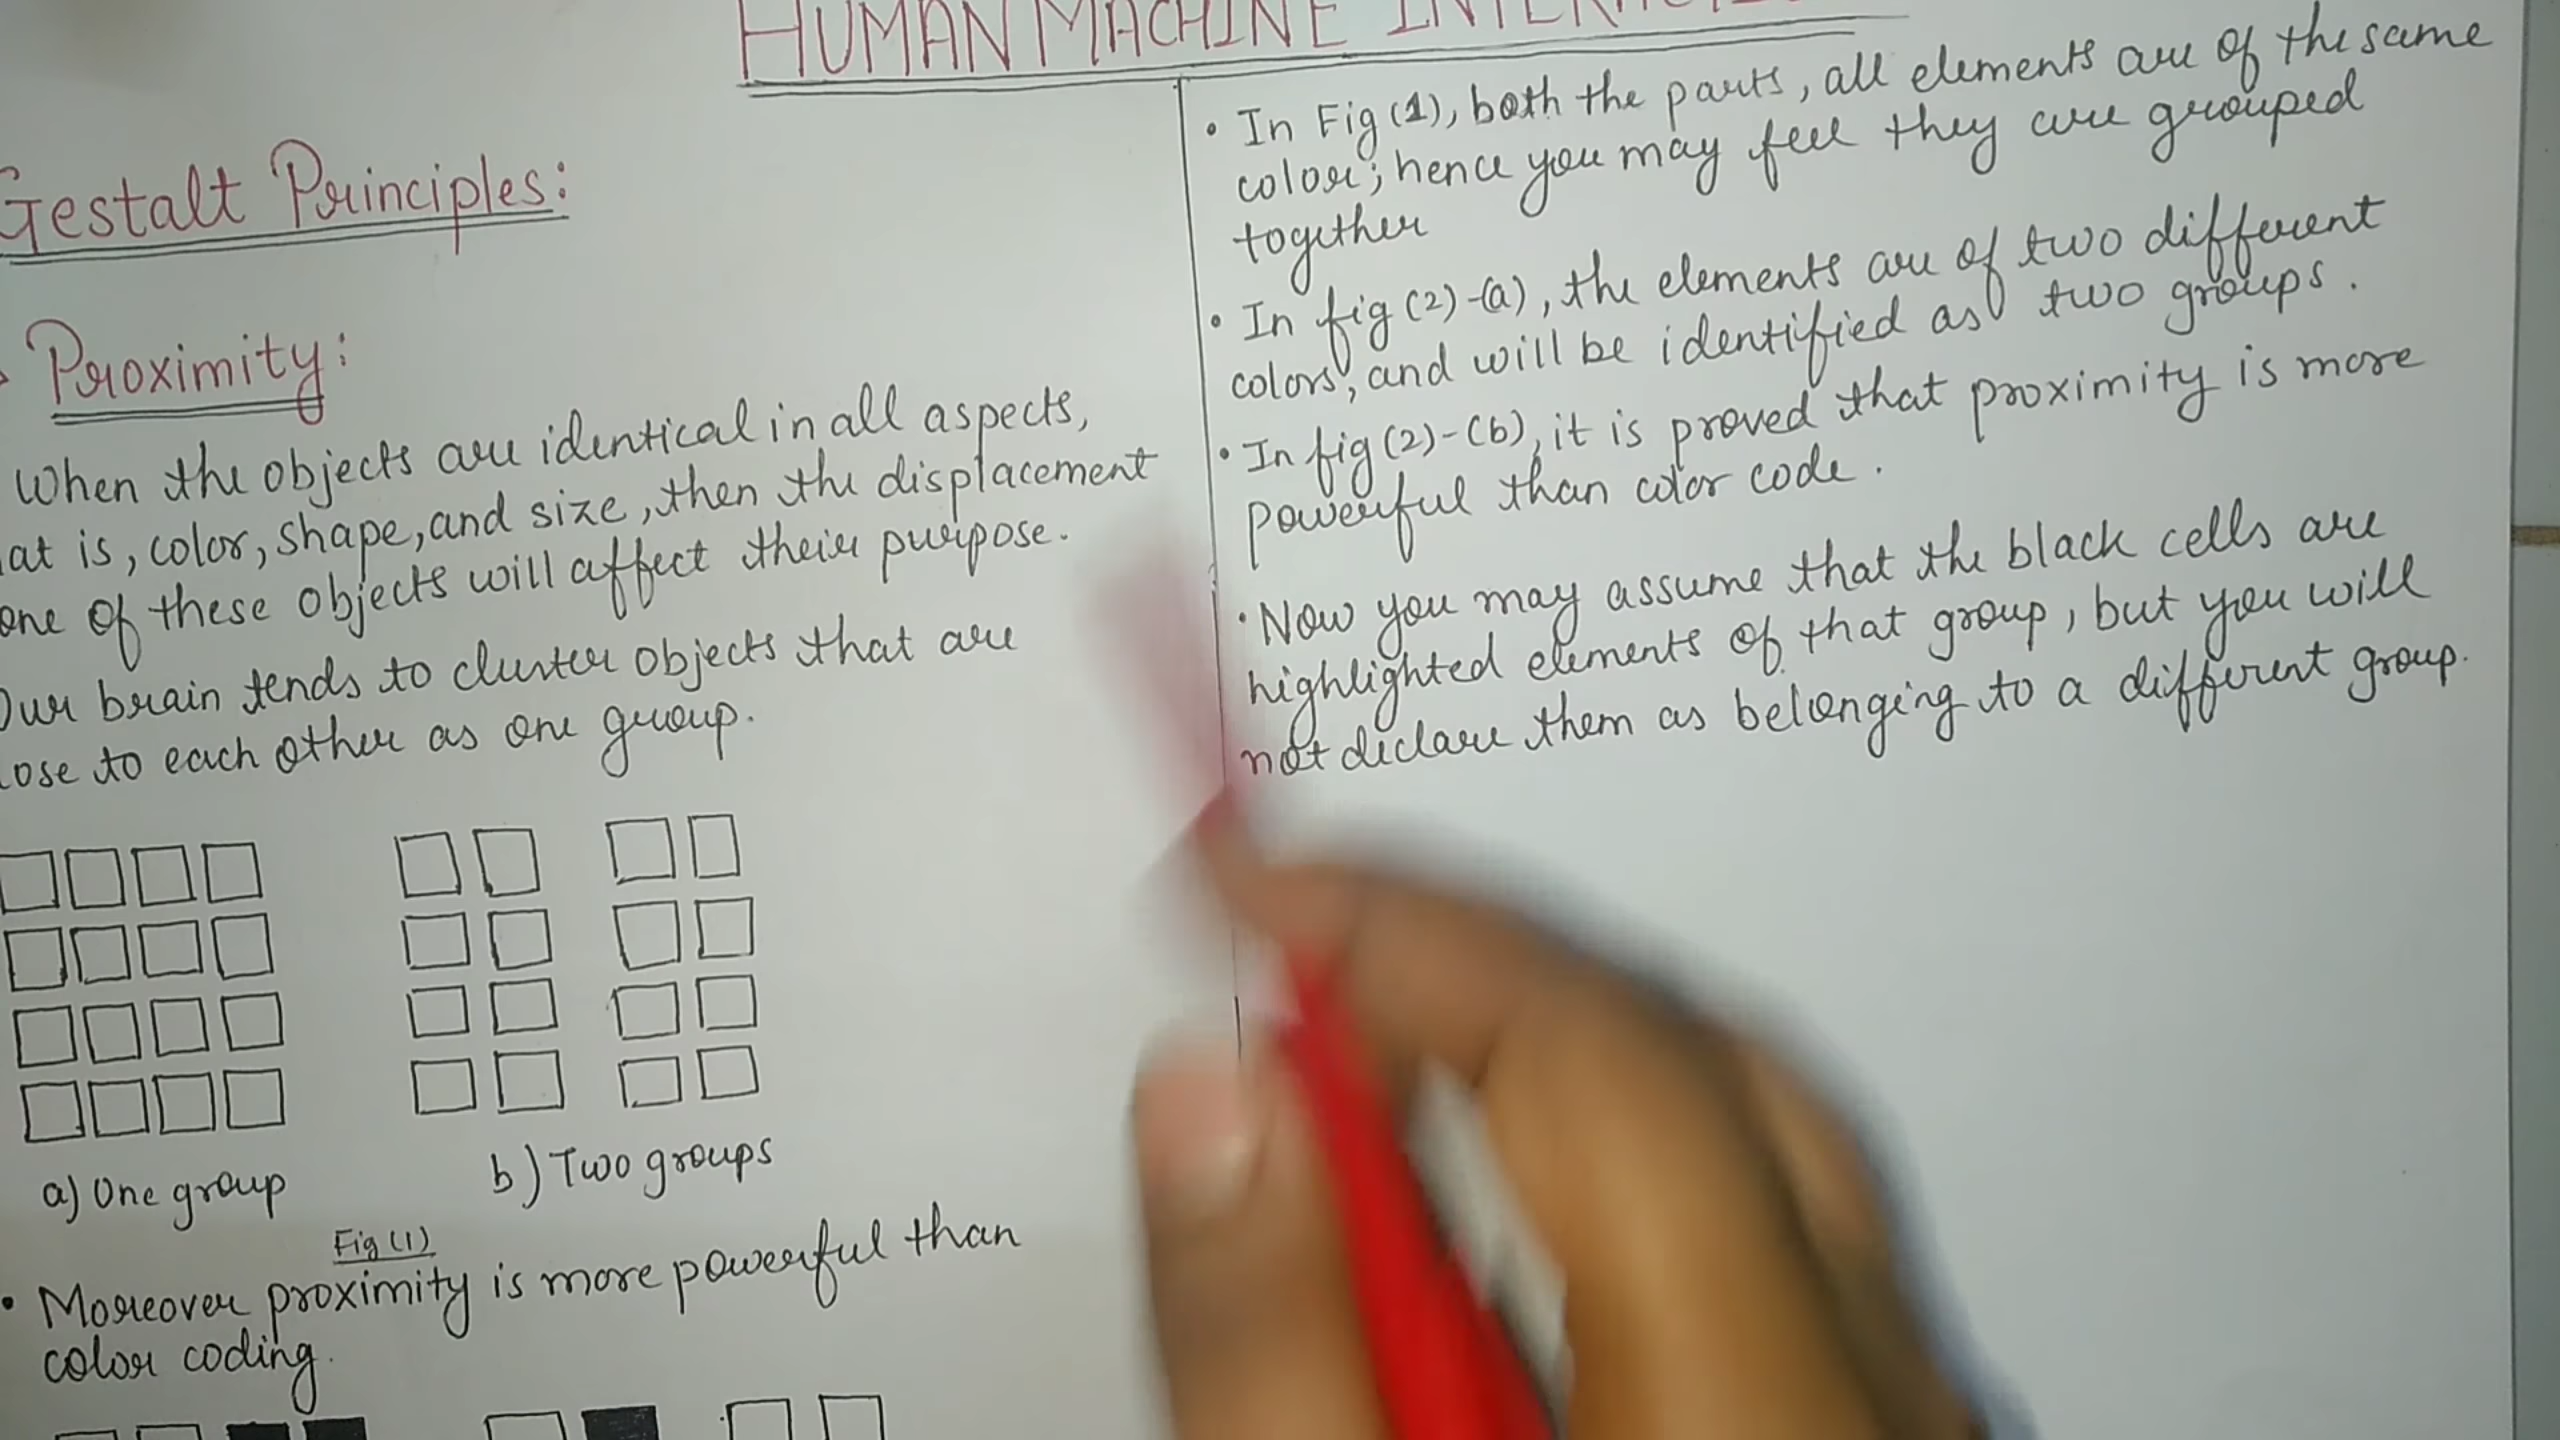 HUMAN MACHINE
Gestalt Principles:
Proximity:
When the objects are identical in all aspects,
at is, color, shape, and size, then the displacement
one of these objects will affect their purpose.
Our brain tends to cluster objects that are
lose to each other as one group.
a) One group
b) Two groups
Fig (1)
• Moreover proximity is more powerful than
color coding.
• In Fig (1), both the parts, all elements are of the same
color; hence you may feel they are grouped
together
• In fig (2)-(a), the elements are of two different
colors, and will be identified as two groups.
• In fig (2)-(b), it is proved that proximity is more
powerful than color code.
• Now you may assume that the black cells are
highlighted elements of that group, but you will
not declare them as belonging to a different group.